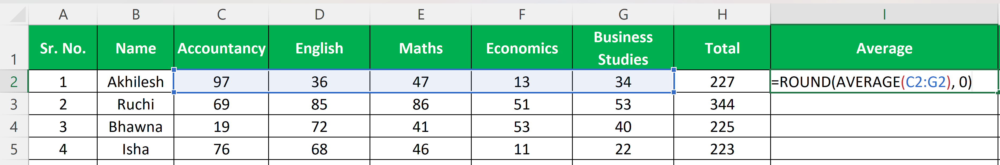 A B C D E F G H I
1 Sr. No. Name Accountancy English Maths Economics Business Studies Total Average
2 1 Akhilesh 97 36 47 13 34 227 =ROUND(AVERAGE(C2:G2), 0)
3 2 Ruchi 69 85 86 51 53 344
4 3 Bhawna 19 72 41 53 40 225
5 4 Isha 76 68 46 11 22 223